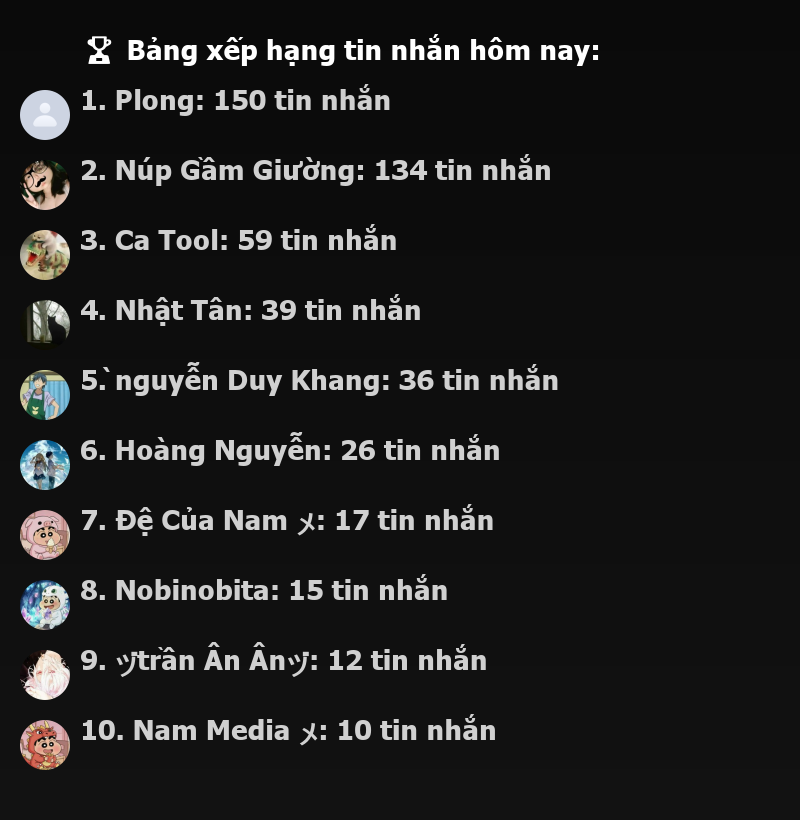 🏆 Bảng xếp hạng tin nhắn hôm nay:
1. Plong: 150 tin nhắn
2. Núp Gầm Giường: 134 tin nhắn
3. Ca Tool: 59 tin nhắn
4. Nhật Tân: 39 tin nhắn
5. ̀nguyễn Duy Khang: 36 tin nhắn
6. Hoàng Nguyễn: 26 tin nhắn
7. Đệ Của Nam メ: 17 tin nhắn
8. Nobinobita: 15 tin nhắn
9. ッtrần Ân Ânッ: 12 tin nhắn
10. Nam Media メ: 10 tin nhắn